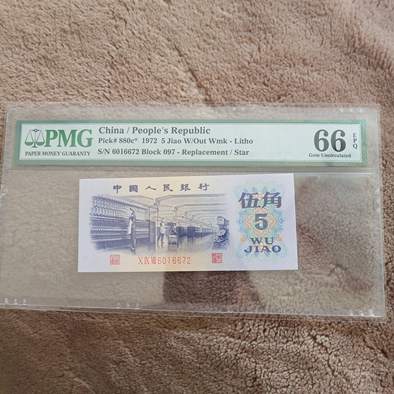 PMG
PAPER MONEY GUARANTY
China / People's Republic
Pick# 880c* 1972 5 Jiao W/Out Wmk - Litho
S/N 6016672 Block 097 - Replacement / Star
66 EPQ
Gem Uncirculated
中国人民银行
伍角
5
WU
JIAO
6016672